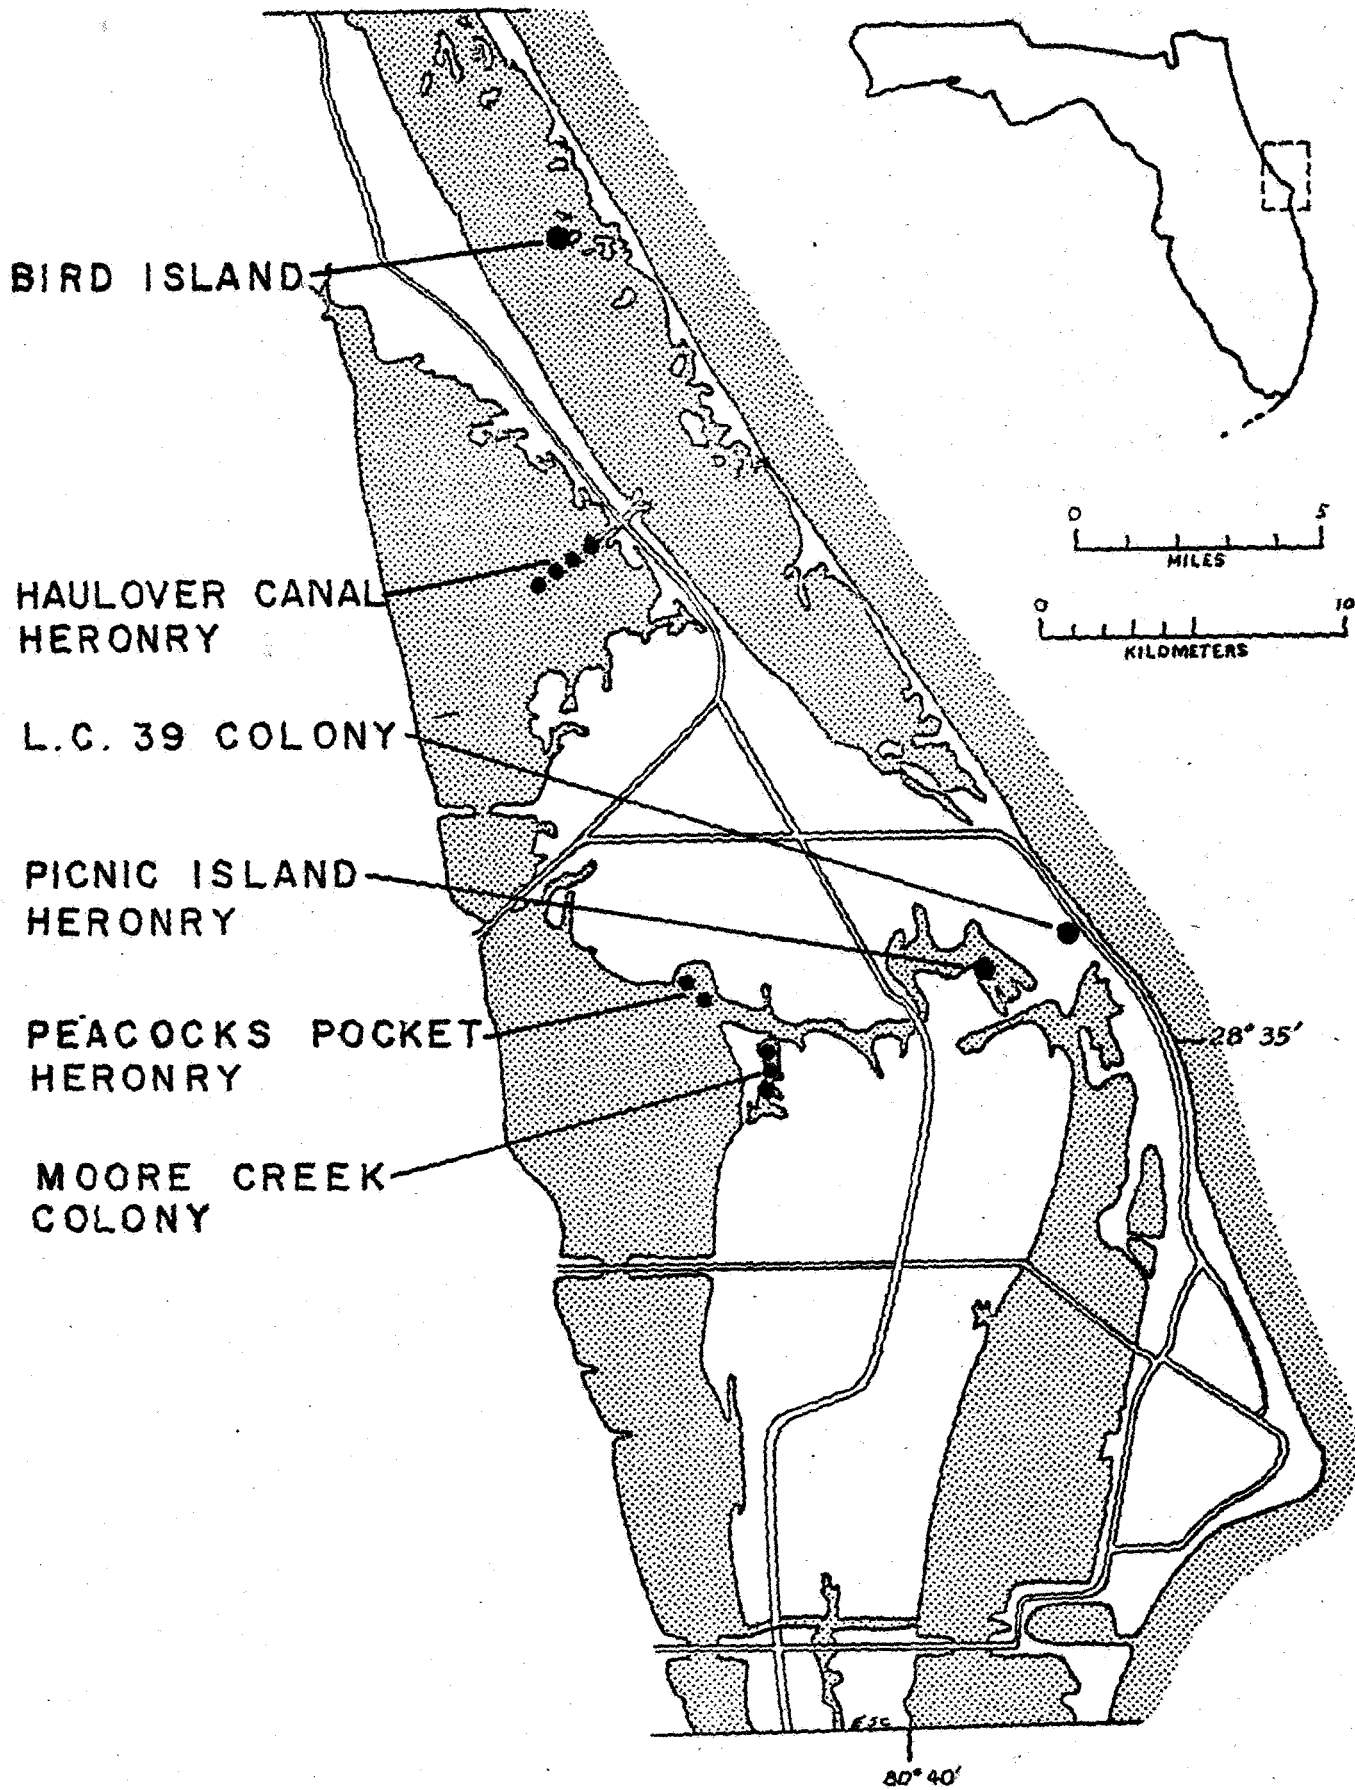 BIRD ISLAND
0 5
MILES
HAULOVER CANAL
HERONRY
0 10
KILOMETERS
L.C. 39 COLONY
PICNIC ISLAND
HERONRY
PEACOCKS POCKET
HERONRY
28° 35'
MOORE CREEK
COLONY
ESC
80° 40'